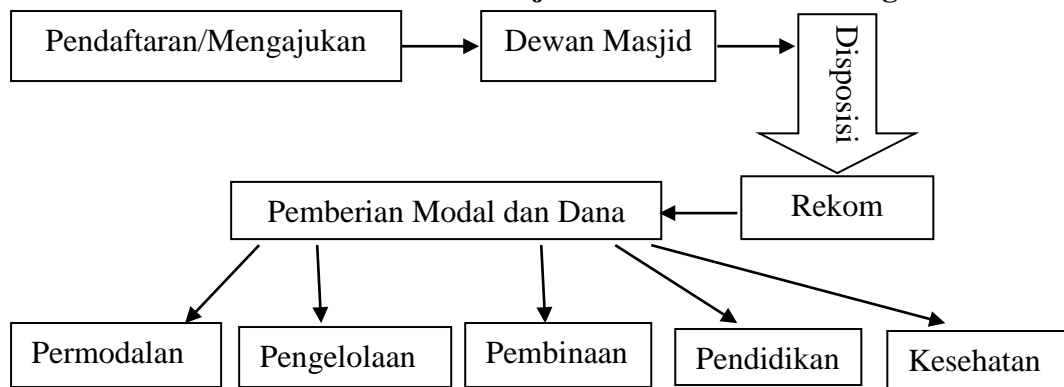 Pendaftaran/Mengajukan
Dewan Masjid
Disposisi
Rekom
Pemberian Modal dan Dana
Permodalan
Pengelolaan
Pembinaan
Pendidikan
Kesehatan